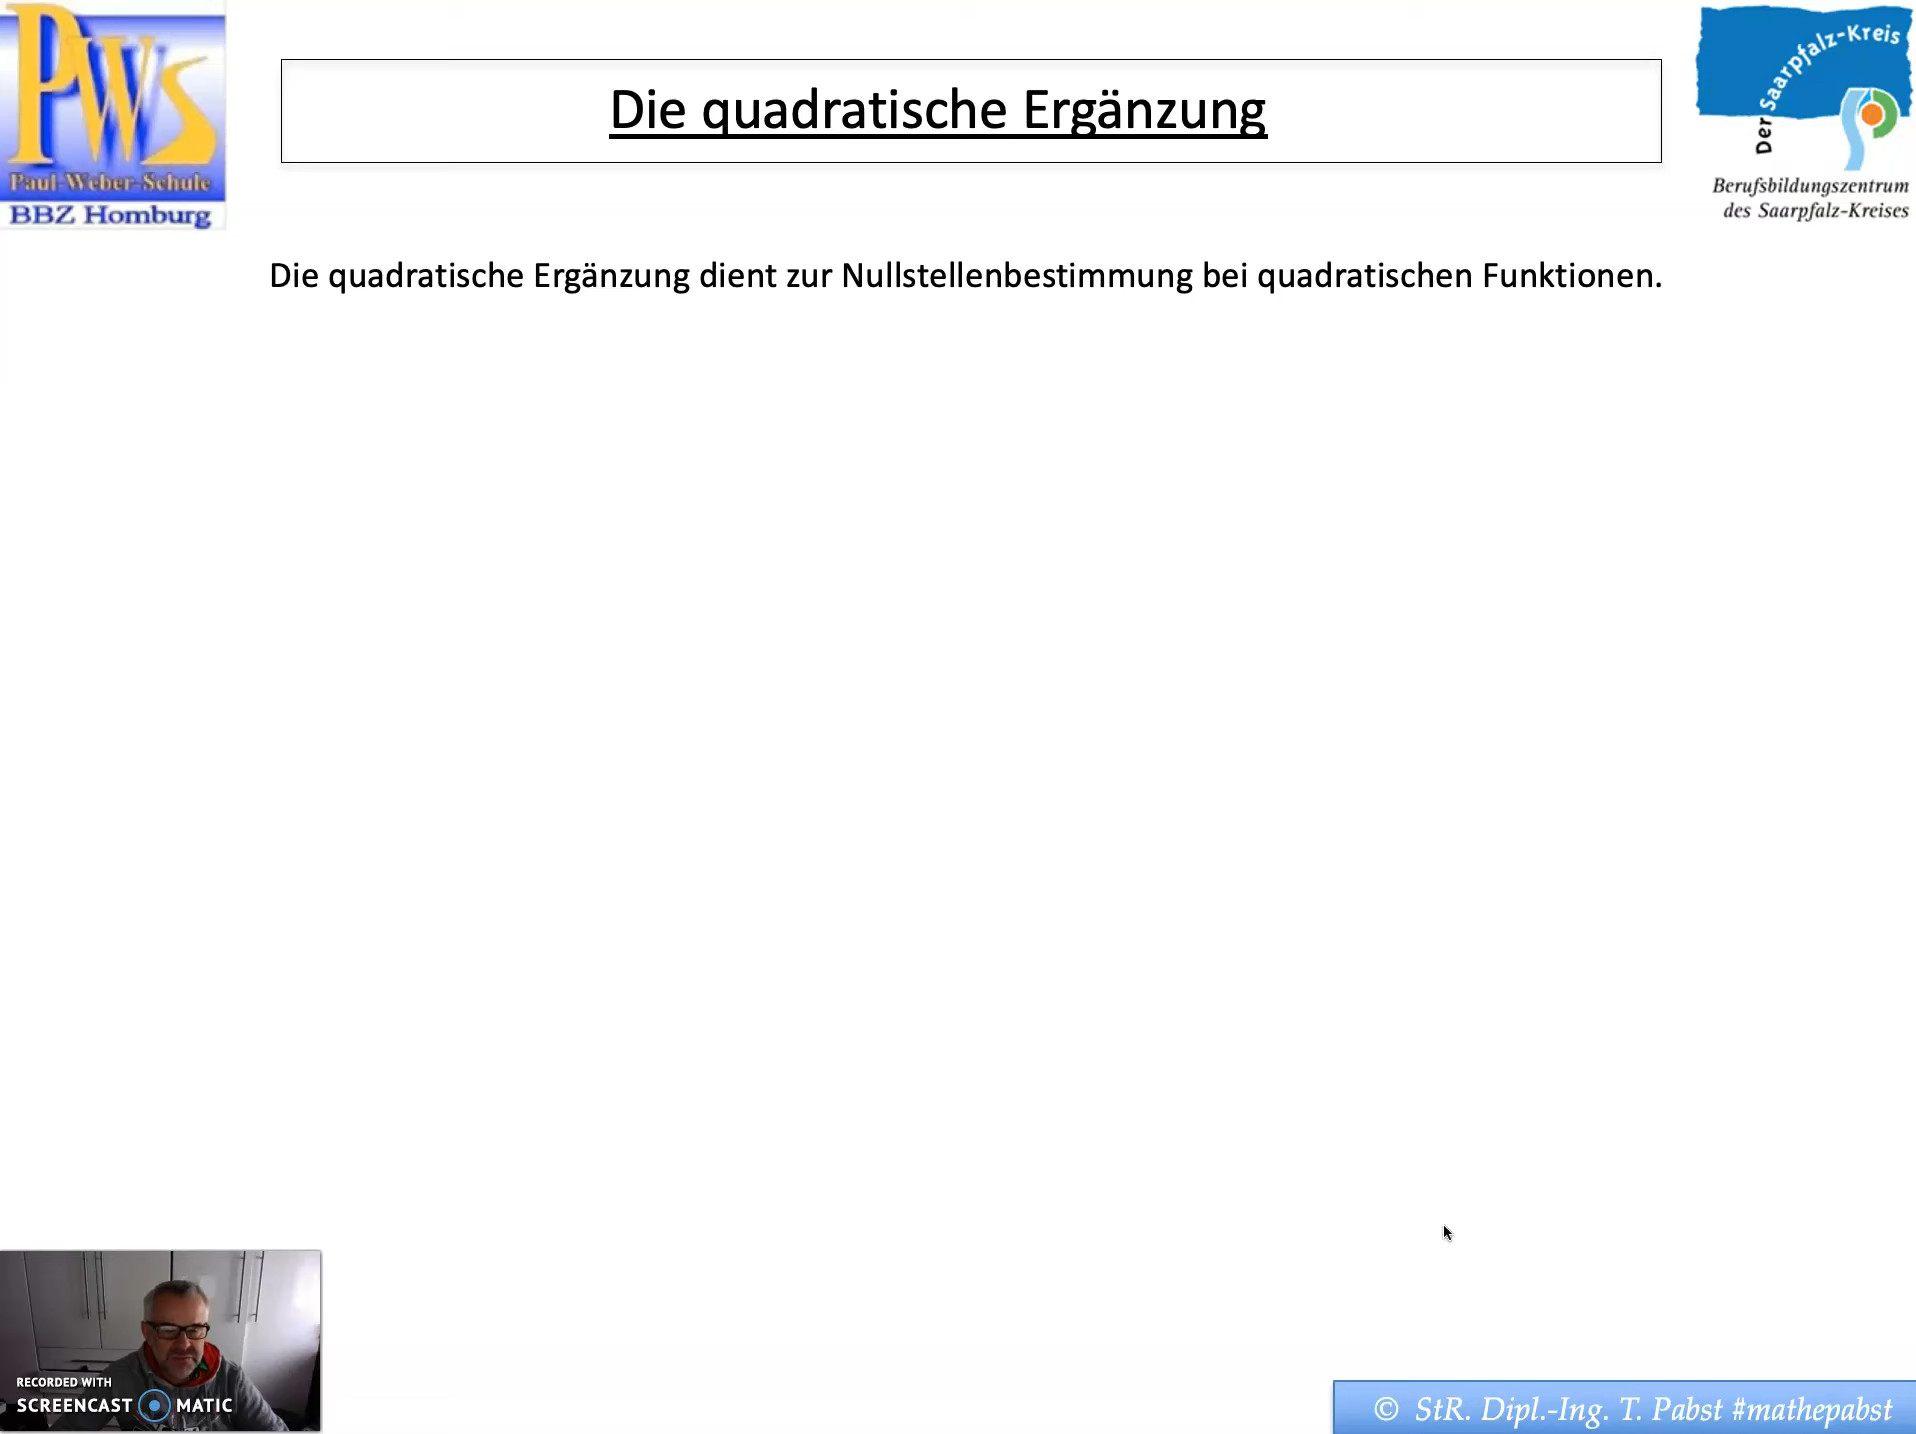 PWS
Paul-Weber-Schule
BBZ Homburg
Die quadratische Ergänzung
Der Saarpfalz-Kreis
Berufsbildungszentrum
des Saarpfalz-Kreises
Die quadratische Ergänzung dient zur Nullstellenbestimmung bei quadratischen Funktionen.
RECORDED WITH
SCREENCAST MATIC
© StR. Dipl.-Ing. T. Pabst #mathepabst